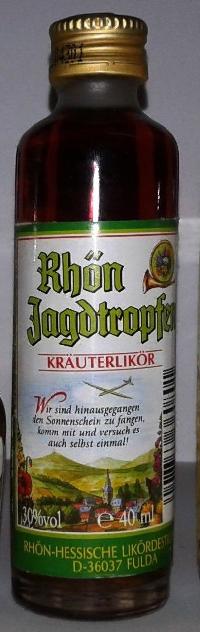 Rhön
Jagdtropfen
KRÄUTERLIKÖR
Wir sind hinausgegangen
den Sonnenschein zu fangen,
komm mit und versuch es
auch selbst einmal!
30%vol
℮ 40 ml
RHÖN-HESSISCHE LIKÖRDESTIL
D-36037 FULDA